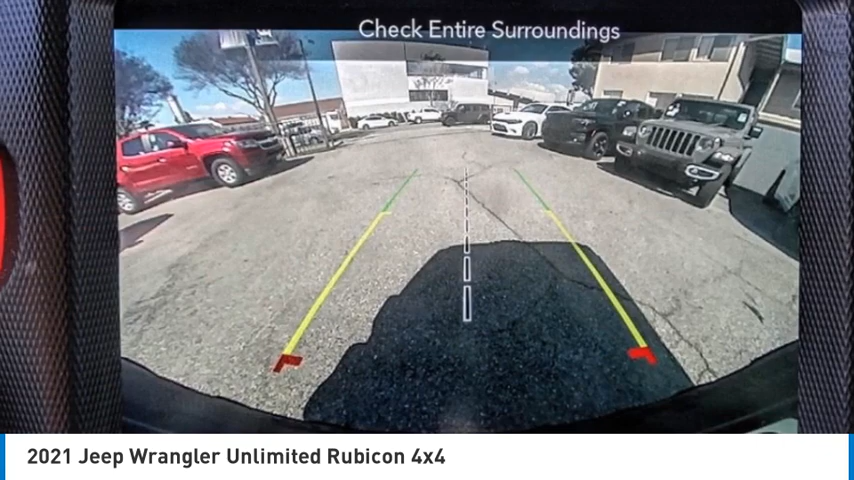 Check Entire Surroundings
2021 Jeep Wrangler Unlimited Rubicon 4x4